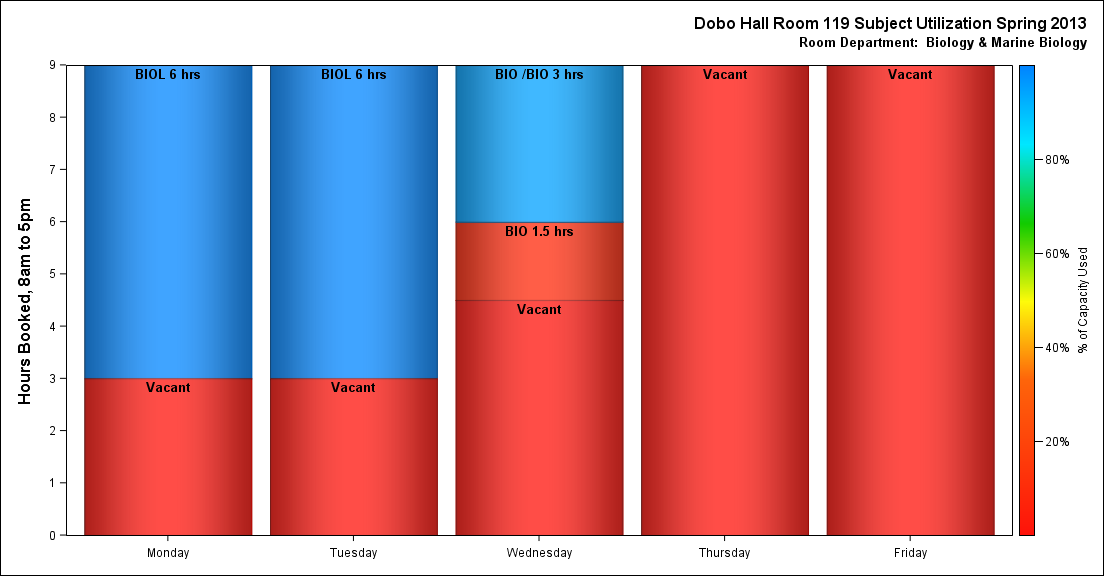 Dobo Hall Room 119 Subject Utilization Spring 2013
Room Department:  Biology & Marine Biology
Hours Booked, 8am to 5pm
9
8
7
6
5
4
3
2
1
0
BIOL 6 hrs
Vacant
BIOL 6 hrs
Vacant
BIO /BIO 3 hrs
BIO 1.5 hrs
Vacant
Vacant
Vacant
Monday
Tuesday
Wednesday
Thursday
Friday
80%
60%
40%
20%
% of Capacity Used